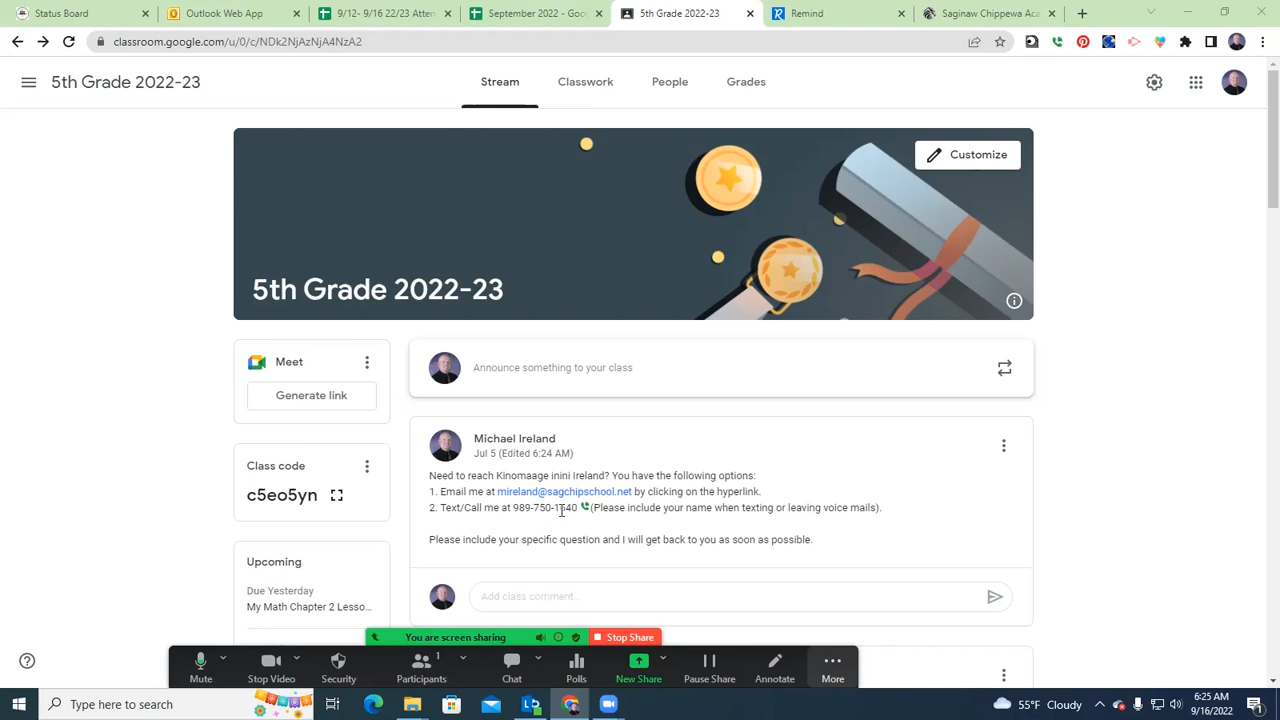 Status Board
Outlook Web App
9/12- 9/16 22/23 Atten
September 2022 - Goo
5th Grade 2022-23
Remind
Saginaw Chippewa Aca
classroom.google.com/u/0/c/NDk2NjAzNjA4NzA2
5th Grade 2022-23
Stream
Classwork
People
Grades
Customize
5th Grade 2022-23
Meet
Generate link
Announce something to your class
Class code
c5eo5yn
Michael Ireland
Jul 5 (Edited 6:24 AM)
Need to reach Kinomaage inini Ireland? You have the following options:
1. Email me at mireland@sagchipschool.net by clicking on the hyperlink.
2. Text/Call me at (Please include your name when texting or leaving voice mails).
Please include your specific question and I will get back to you as soon as possible.
Upcoming
Due Yesterday
My Math Chapter 2 Lesso...
Add class comment...
You are screen sharing
Stop Share
Mute
Stop Video
Security
1
Participants
Chat
Polls
New Share
Pause Share
Annotate
More
Type here to search
55°F Cloudy
6:25 AM
9/16/2022
1